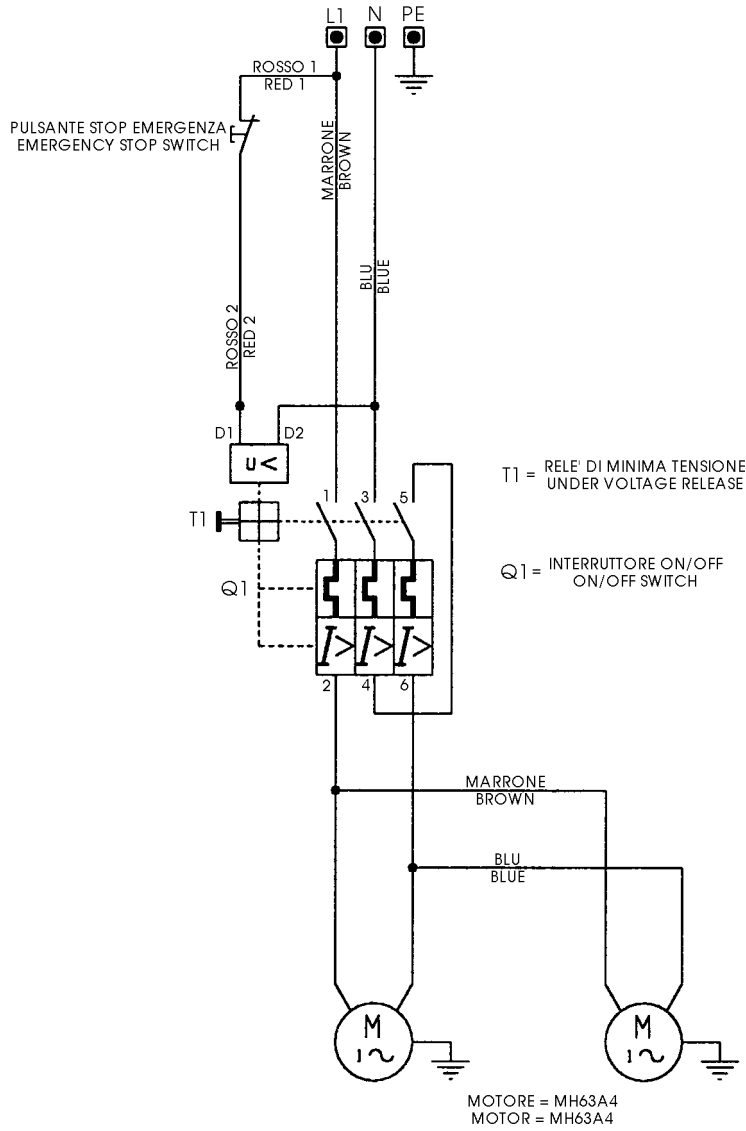 L1 N PE
ROSSO 1
RED 1
PULSANTE STOP EMERGENZA
EMERGENCY STOP SWITCH
MARRONE
BROWN
BLU
BLUE
ROSSO 2
RED 2
D1 D2
U<
T1 = RELE' DI MINIMA TENSIONE
UNDER VOLTAGE RELEASE
1 3 5
T1
Q1 = INTERRUTTORE ON/OFF
ON/OFF SWITCH
Q1
I> I> I>
2 4 6
MARRONE
BROWN
BLU
BLUE
M
1~
M
1~
MOTORE = MH63A4
MOTOR = MH63A4